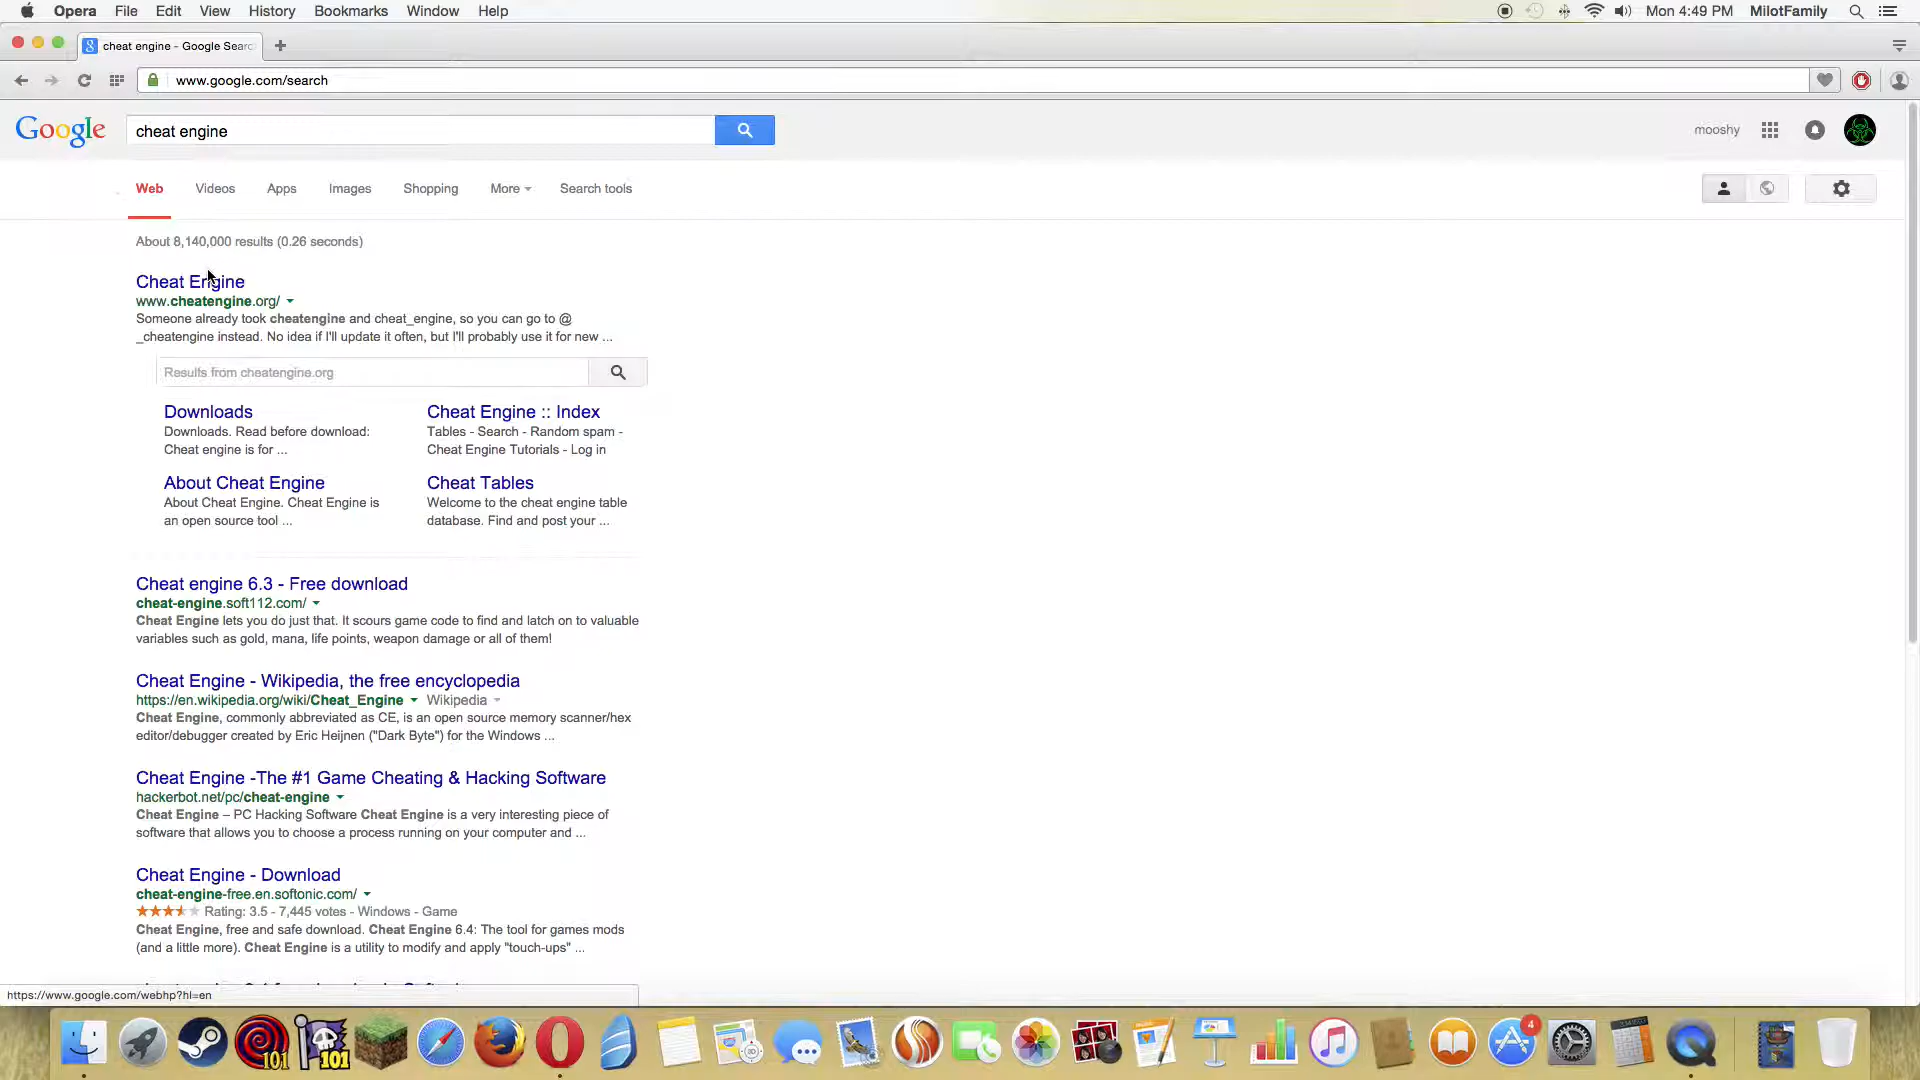 Opera File Edit View History Bookmarks Window Help Mon 4:49 PM MilotFamily
cheat engine - Google Searc
www.google.com/search
Google cheat engine mooshy
Web Videos Apps Images Shopping More Search tools
About 8,140,000 results (0.26 seconds)
Cheat Engine
www.cheatengine.org/
Someone already took cheatengine and cheat_engine, so you can go to @
_cheatengine instead. No idea if I'll update it often, but I'll probably use it for new ...
Results from cheatengine.org
Downloads
Downloads. Read before download:
Cheat engine is for ...
Cheat Engine :: Index
Tables - Search - Random spam -
Cheat Engine Tutorials - Log in
About Cheat Engine
About Cheat Engine. Cheat Engine is
an open source tool ...
Cheat Tables
Welcome to the cheat engine table
database. Find and post your ...
Cheat engine 6.3 - Free download
cheat-engine.soft112.com/
Cheat Engine lets you do just that. It scours game code to find and latch on to valuable
variables such as gold, mana, life points, weapon damage or all of them!
Cheat Engine - Wikipedia, the free encyclopedia
https://en.wikipedia.org/wiki/Cheat_Engine Wikipedia
Cheat Engine, commonly abbreviated as CE, is an open source memory scanner/hex
editor/debugger created by Eric Heijnen ("Dark Byte") for the Windows ...
Cheat Engine -The #1 Game Cheating & Hacking Software
hackerbot.net/pc/cheat-engine
Cheat Engine – PC Hacking Software Cheat Engine is a very interesting piece of
software that allows you to choose a process running on your computer and ...
Cheat Engine - Download
cheat-engine-free.en.softonic.com/
Rating: 3.5 - 7,445 votes - Windows - Game
Cheat Engine, free and safe download. Cheat Engine 6.4: The tool for games mods
(and a little more). Cheat Engine is a utility to modify and apply "touch-ups" ...
https://www.google.com/webhp?hl=en
101 101 4